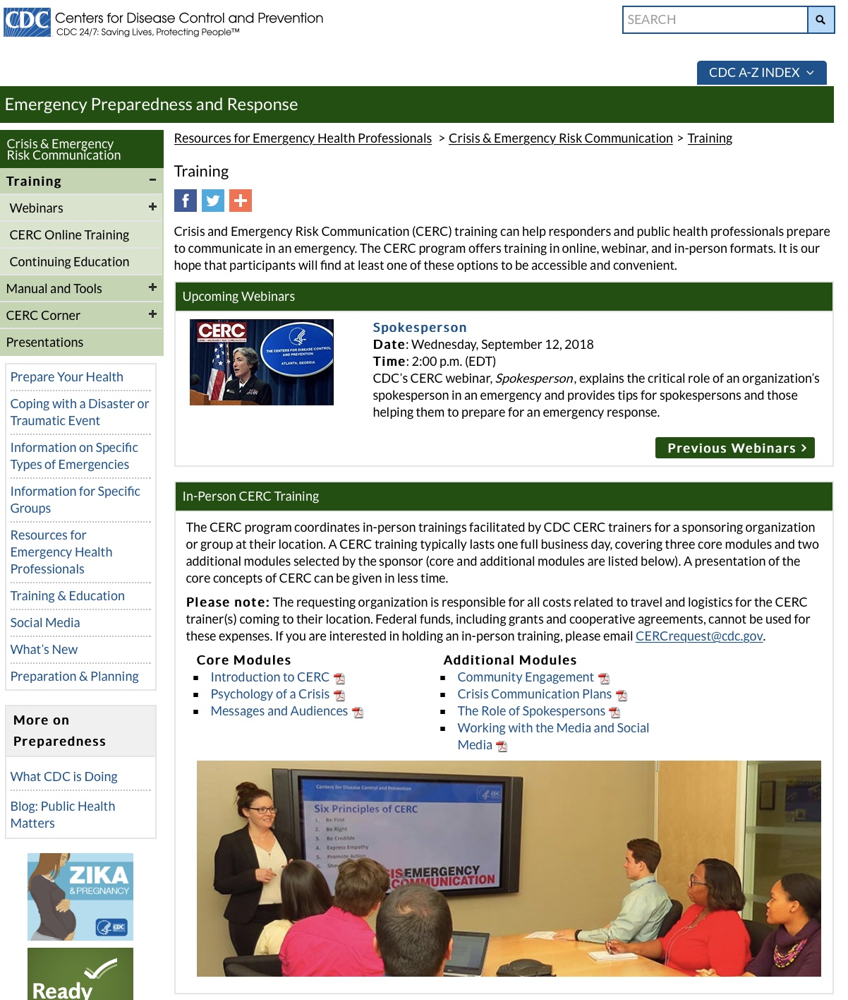 CDC Centers for Disease Control and Prevention
CDC 24/7: Saving Lives, Protecting People™
SEARCH
CDC A-Z INDEX
Emergency Preparedness and Response
Crisis & Emergency
Risk Communication
Training
Webinars
CERC Online Training
Continuing Education
Manual and Tools
CERC Corner
Presentations
Prepare Your Health
Coping with a Disaster or
Traumatic Event
Information on Specific
Types of Emergencies
Information for Specific
Groups
Resources for
Emergency Health
Professionals
Training & Education
Social Media
What's New
Preparation & Planning
More on
Preparedness
What CDC is Doing
Blog: Public Health
Matters
ZIKA
& PREGNANCY
CDC
Ready
Resources for Emergency Health Professionals > Crisis & Emergency Risk Communication > Training
Training
Crisis and Emergency Risk Communication (CERC) training can help responders and public health professionals prepare
to communicate in an emergency. The CERC program offers training in online, webinar, and in-person formats. It is our
hope that participants will find at least one of these options to be accessible and convenient.
Upcoming Webinars
CERC
THE CENTERS FOR DISEASE CONTROL
AND PREVENTION
ATLANTA, GEORGIA
Spokesperson
Date: Wednesday, September 12, 2018
Time: 2:00 p.m. (EDT)
CDC's CERC webinar, Spokesperson, explains the critical role of an organization's
spokesperson in an emergency and provides tips for spokespersons and those
helping them to prepare for an emergency response.
Previous Webinars >
In-Person CERC Training
The CERC program coordinates in-person trainings facilitated by CDC CERC trainers for a sponsoring organization
or group at their location. A CERC training typically lasts one full business day, covering three core modules and two
additional modules selected by the sponsor (core and additional modules are listed below). A presentation of the
core concepts of CERC can be given in less time.
Please note: The requesting organization is responsible for all costs related to travel and logistics for the CERC
trainer(s) coming to their location. Federal funds, including grants and cooperative agreements, cannot be used for
these expenses. If you are interested in holding an in-person training, please email CERCrequest@cdc.gov.
Core Modules
Introduction to CERC
Psychology of a Crisis
Messages and Audiences
Additional Modules
Community Engagement
Crisis Communication Plans
The Role of Spokespersons
Working with the Media and Social
Media
Centers for Disease Control and Prevention
CDC
Six Principles of CERC
1. Be First
2. Be Right
3. Be Credible
4. Express Empathy
5. Promote Action
6.
EMERGENCY
COMMUNICATION